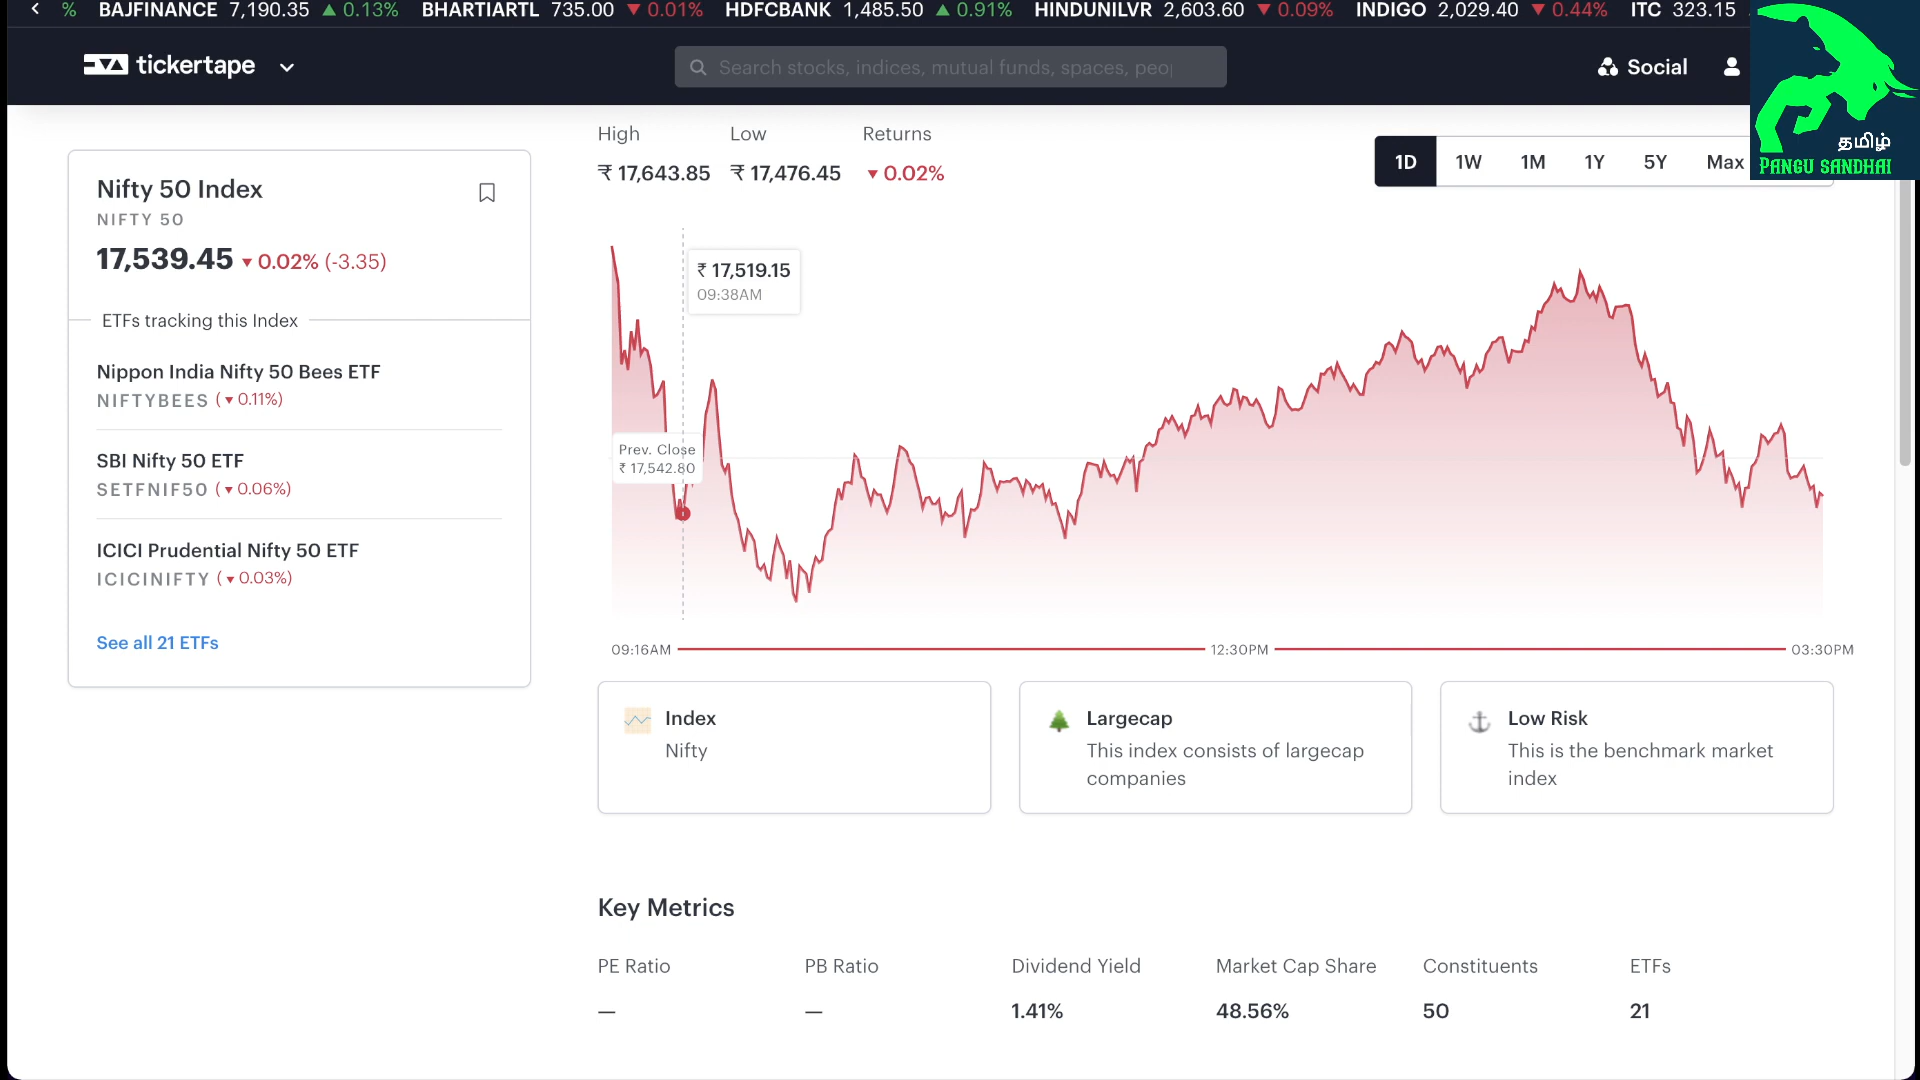 % BAJFINANCE 7,190.35 ▲ 0.13% BHARTIARTL 735.00 ▼ 0.01% HDFCBANK 1,485.50 ▲ 0.91% HINDUNILVR 2,603.60 ▼ 0.09% INDIGO 2,029.40 ▼ 0.44% ITC 323.15
tickertape
Search stocks, indices, mutual funds, spaces,
Social
தமிழ்
PANGU SANDHAI
Nifty 50 Index
NIFTY 50
17,539.45 ▼ 0.02% (-3.35)
ETFs tracking this Index
Nippon India Nifty 50 Bees ETF
NIFTYBEES (▼ 0.11%)
SBI Nifty 50 ETF
SETFNIF50 (▼ 0.06%)
ICICI Prudential Nifty 50 ETF
ICICINIFTY (▼ 0.03%)
See all 21 ETFs
High Low Returns
₹ 17,643.85 ₹ 17,476.45 ▼ 0.02%
1D 1W 1M 1Y 5Y Max
₹ 17,519.15
09:38AM
Prev. Close
₹ 17,542.80
09:16AM 12:30PM 03:30PM
Index
Nifty
Largecap
This index consists of largecap
companies
Low Risk
This is the benchmark market
index
Key Metrics
PE Ratio PB Ratio Dividend Yield Market Cap Share Constituents ETFs
— — 1.41% 48.56% 50 21